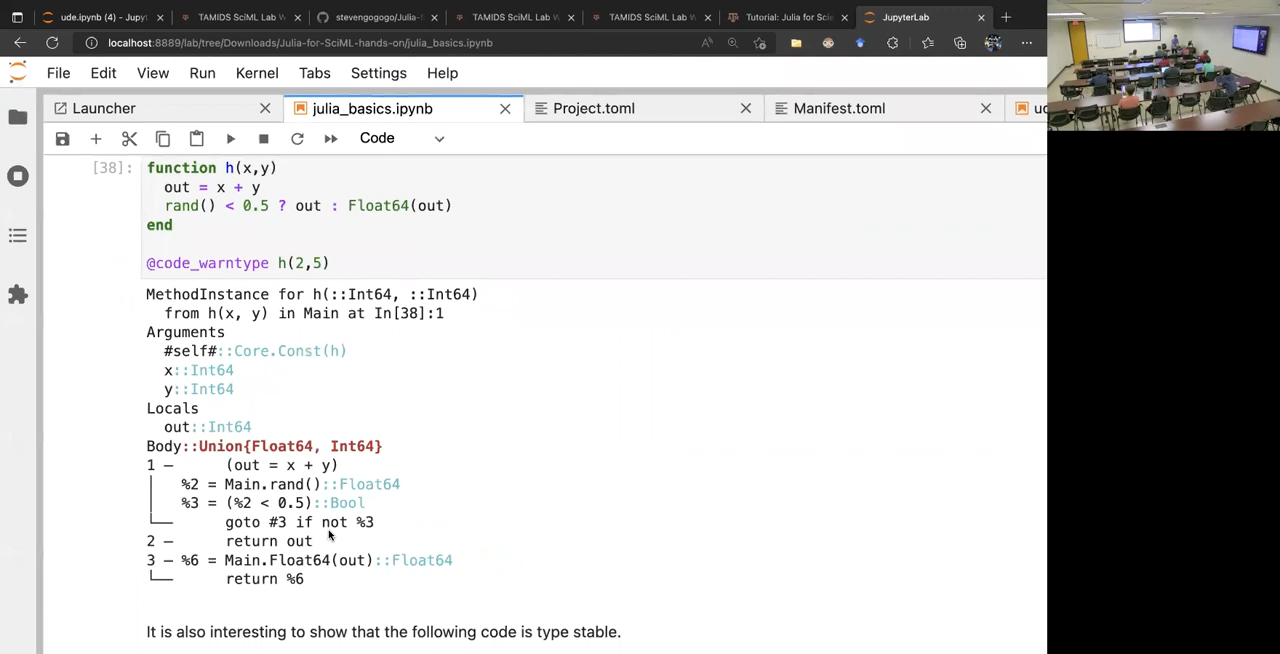 ude.ipynb (4) - Jupyt
TAMIDS SciML Lab W
stevengogogo/Julia-f
TAMIDS SciML Lab W
TAMIDS SciML Lab W
Tutorial: Julia for Scie
JupyterLab
localhost:8889/lab/tree/Downloads/Julia-for-SciML-hands-on/julia_basics.ipynb
File Edit View Run Kernel Tabs Settings Help
Launcher
julia_basics.ipynb
Project.toml
Manifest.toml
Code
[38]:
function h(x,y)
out = x + y
rand() < 0.5 ? out : Float64(out)
end
@code_warntype h(2,5)
MethodInstance for h(::Int64, ::Int64)
from h(x, y) in Main at In[38]:1
Arguments
#self#::Core.Const(h)
x::Int64
y::Int64
Locals
out::Int64
Body::Union{Float64, Int64}
1 ─ (out = x + y)
│ %2 = Main.rand()::Float64
│ %3 = (%2 < 0.5)::Bool
└── goto #3 if not %3
2 ─ return out
3 ─ %6 = Main.Float64(out)::Float64
└── return %6
It is also interesting to show that the following code is type stable.